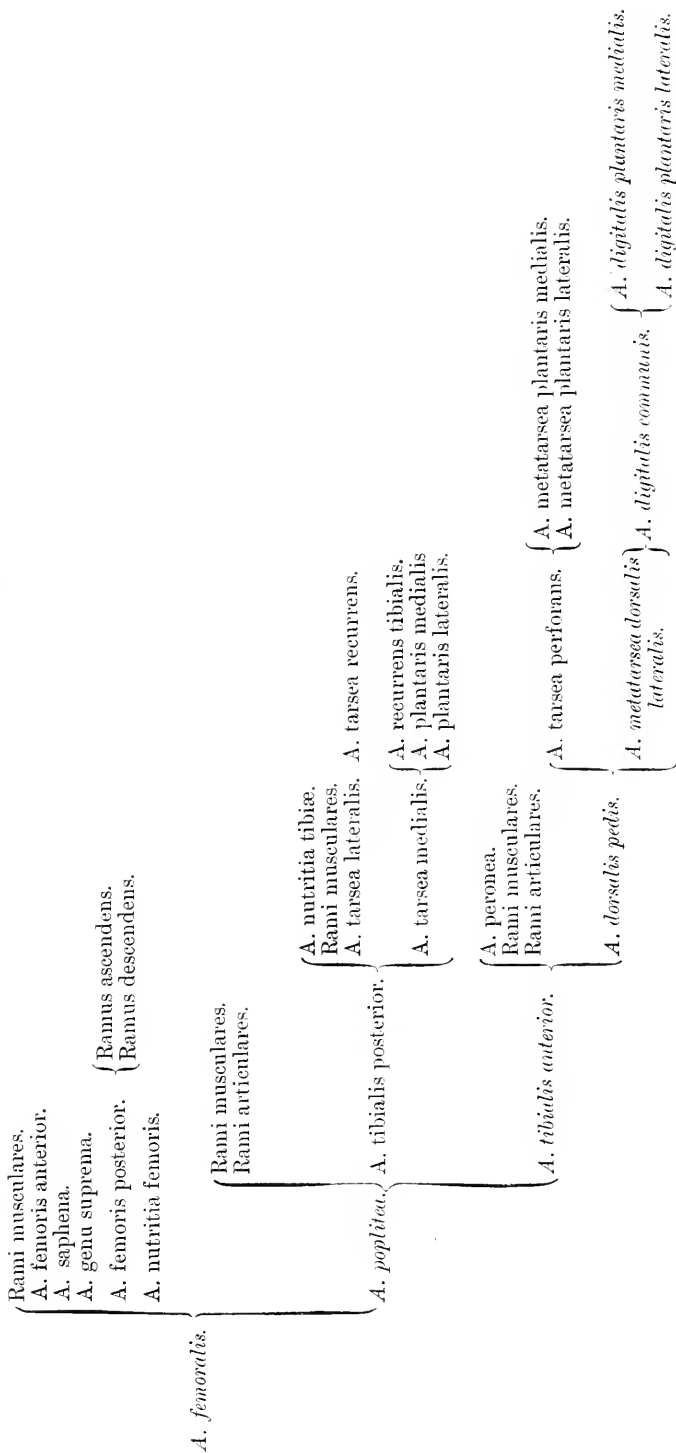 A. femoralis.
Rami musculares.
A. femoris anterior.
A. saphena.
A. genu suprema.
A. femoris posterior.
Ramus ascendens.
Ramus descendens.
A. nutritia femoris.
A. poplitea.
Rami musculares.
Rami articulares.
A. tibialis posterior.
A. nutritia tibiæ.
Rami musculares.
A. tarsea lateralis.
A. tarsea recurrens.
A. tarsea medialis.
A. recurrens tibialis.
A. plantaris medialis
A. plantaris lateralis.
A. tibialis anterior.
A. peronea.
Rami musculares.
Rami articulares.
A. dorsalis pedis.
A. tarsea perforans.
A. metatarsea plantaris medialis.
A. metatarsea plantaris lateralis.
A. metatarsea dorsalis
lateralis.
A. digitalis communis.
A. digitalis plantaris medialis.
A. digitalis plantaris lateralis.